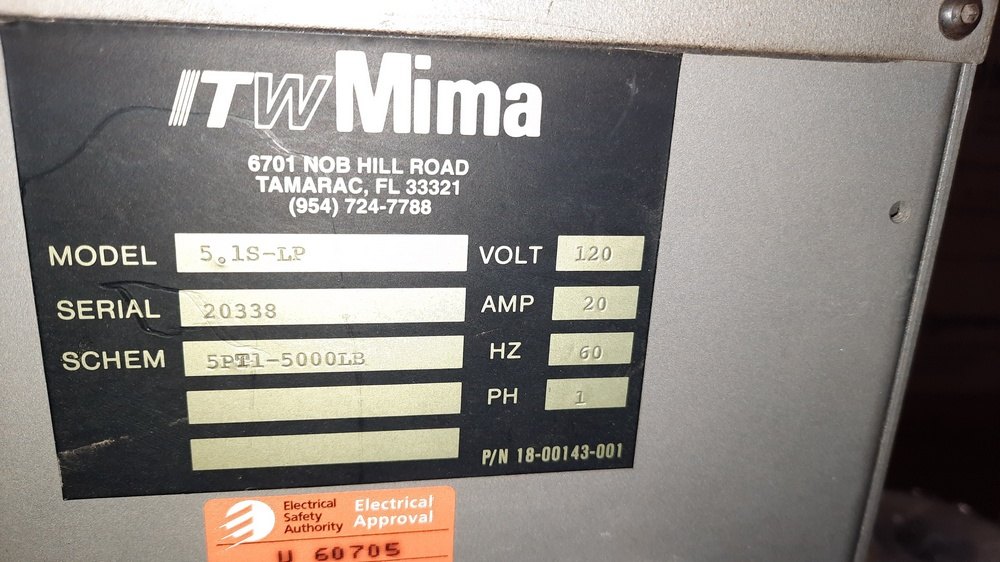 ITW Mima
6701 NOB HILL ROAD
TAMARAC, FL 33321
(954) 724-7788
MODEL 5.1S-LP VOLT 120
SERIAL 20338 AMP 20
SCHEM 5PT1-5000LB HZ 60
PH 1
P/N 18-00143-001
Electrical Safety Authority
Electrical Approval
U 60705